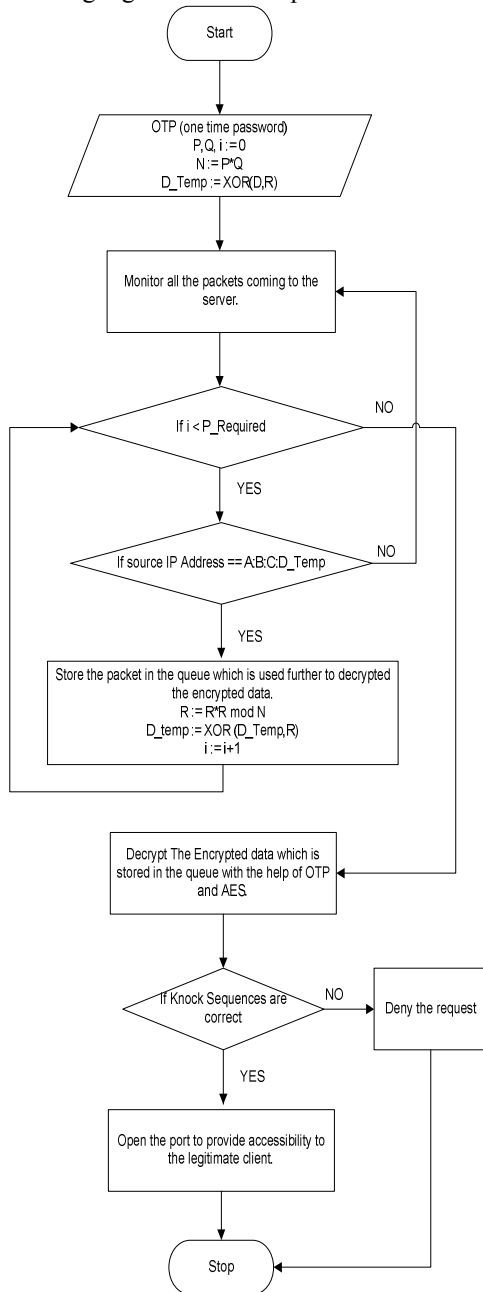 Start
OTP (one time password)
P,Q, i :=0
N := P*Q
D_Temp := XOR(D,R)
Monitor all the packets coming to the
server.
NO
If i < P_Required
YES
If source IP Address == A:B:C:D_Temp
NO
YES
Store the packet in the queue which is used further to decrypted
the encrypted data.
R := R*R mod N
D_temp := XOR (D_Temp,R)
i := i+1
Decrypt The Encrypted data which is
stored in the queue with the help of OTP
and AES.
If Knock Sequences are
correct
NO
Deny the request
YES
Open the port to provide accessibility to
the legitimate client.
Stop